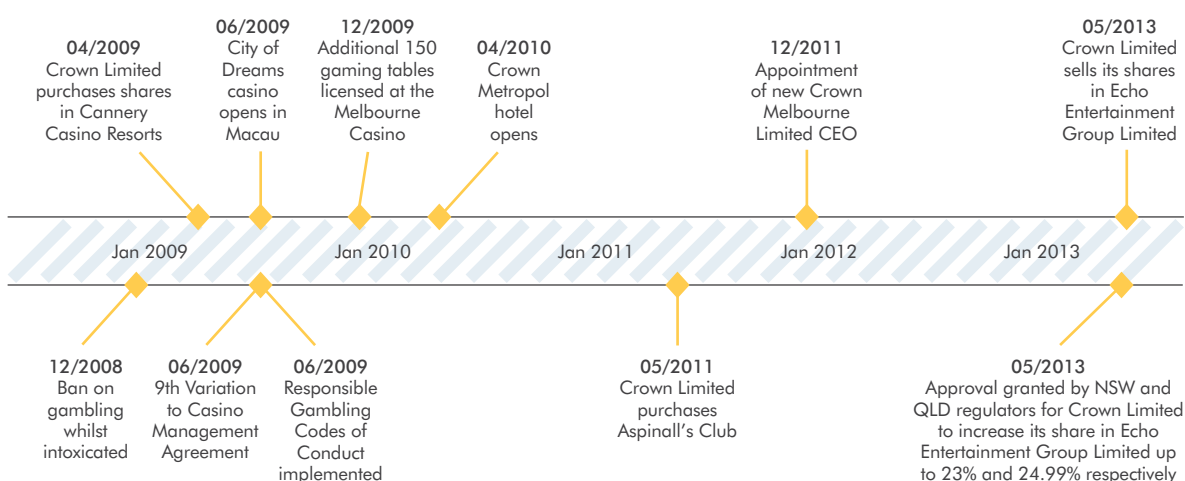 04/2009
Crown Limited
purchases shares
in Cannery
Casino Resorts
06/2009
City of
Dreams
casino
opens in
Macau
12/2009
Additional 150
gaming tables
licensed at the
Melbourne
Casino
04/2010
Crown
Metropol
hotel
opens
12/2011
Appointment
of new Crown
Melbourne
Limited CEO
05/2013
Crown Limited
sells its shares
in Echo
Entertainment
Group Limited
Jan 2009
Jan 2010
Jan 2011
Jan 2012
Jan 2013
12/2008
Ban on
gambling
whilst
intoxicated
06/2009
9th Variation
to Casino
Management
Agreement
06/2009
Responsible
Gambling
Codes of
Conduct
implemented
05/2011
Crown Limited
purchases
Aspinall's Club
05/2013
Approval granted by NSW and
QLD regulators for Crown Limited
to increase its share in Echo
Entertainment Group Limited up
to 23% and 24.99% respectively